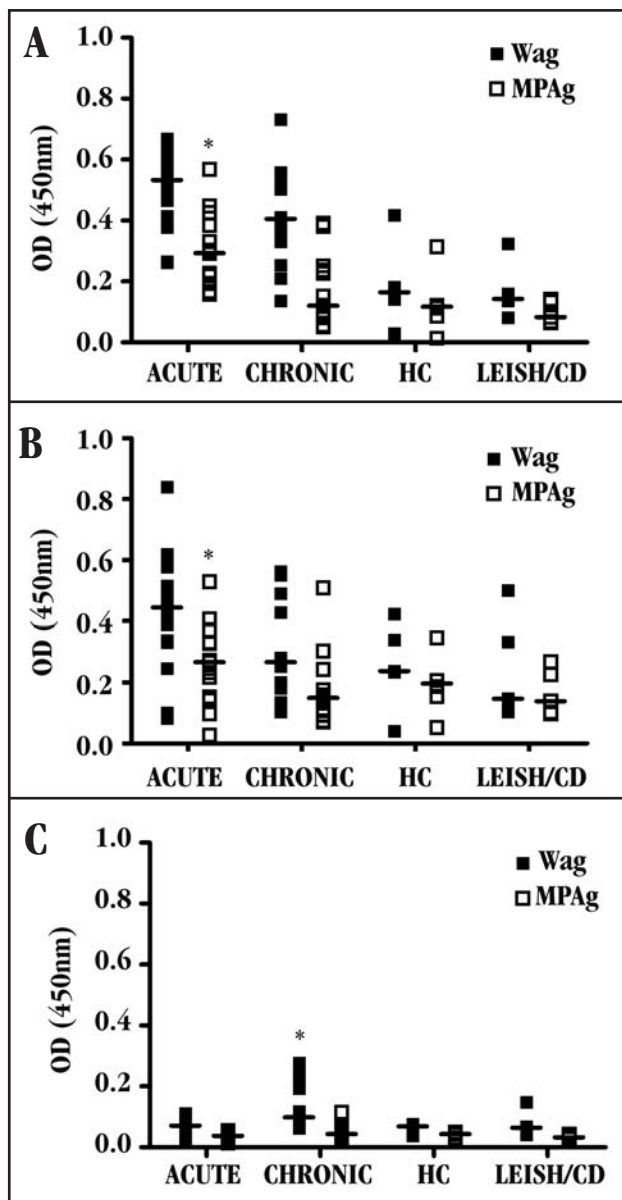 A
Wag
MPAg
OD (450nm)
1.0
0.8
0.6
0.4
0.2
0.0
*
ACUTE CHRONIC HC LEISH/CD
B
Wag
MPAg
OD (450nm)
1.0
0.8
0.6
0.4
0.2
0.0
*
ACUTE CHRONIC HC LEISH/CD
C
Wag
MPAg
OD (450nm)
1.0
0.8
0.6
0.4
0.2
0.0
*
ACUTE CHRONIC HC LEISH/CD